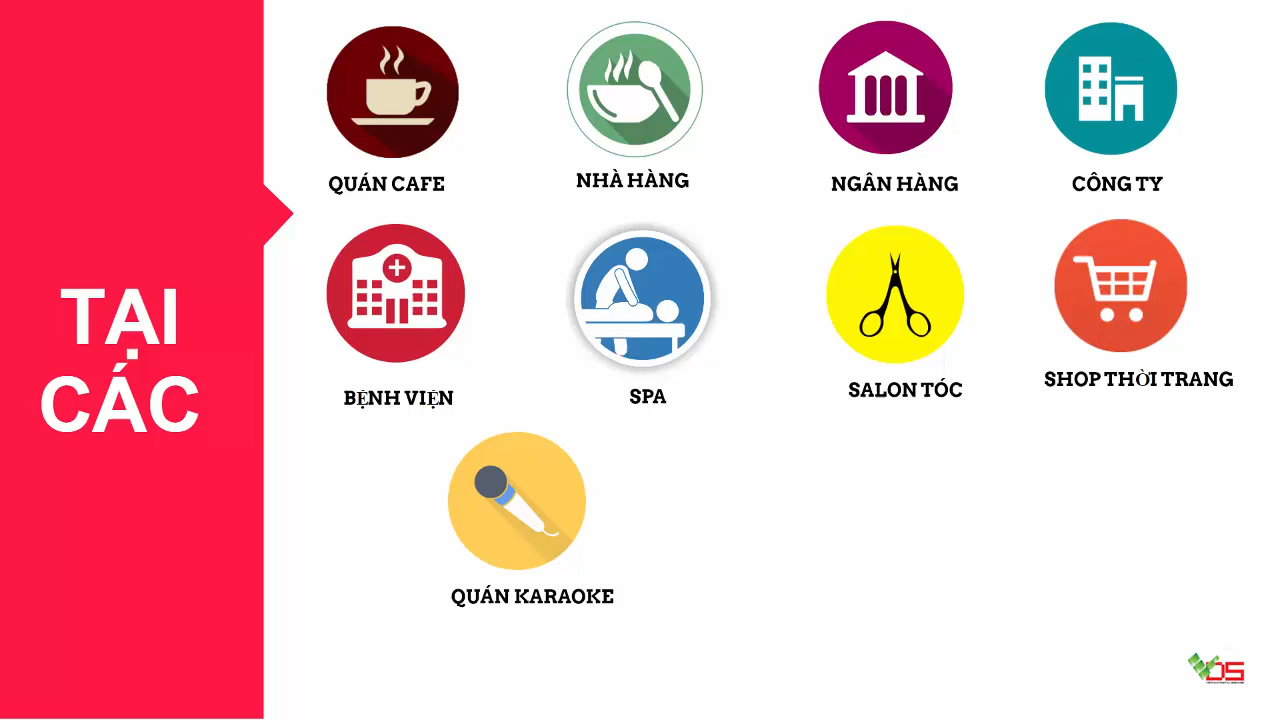 TẠI
CÁC
QUÁN CAFE
NHÀ HÀNG
NGÂN HÀNG
CÔNG TY
BỆNH VIỆN
SPA
SALON TÓC
SHOP THỜI TRANG
QUÁN KARAOKE
VDS